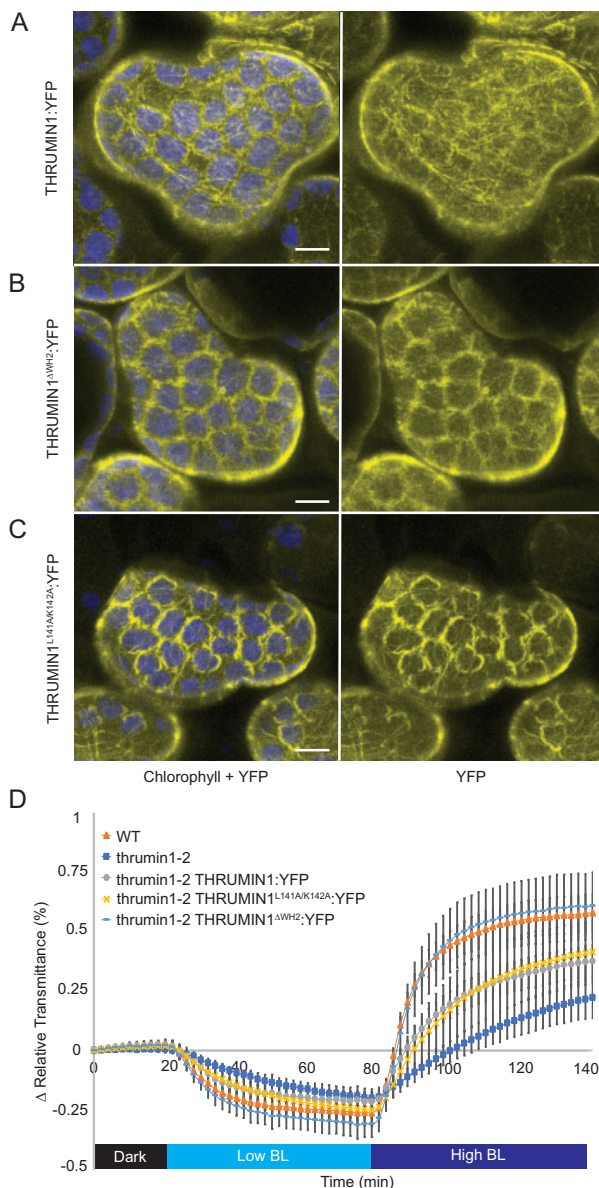 A
THRUMIN1:YFP
B
THRUMIN1ΔWH2:YFP
C
THRUMIN1L141A/K142A:YFP
Chlorophyll + YFP
YFP
D
Δ Relative Transmittance (%)
1
0.75
0.5
0.25
0
-0.25
-0.5
WT
thrumin1-2
thrumin1-2 THRUMIN1:YFP
thrumin1-2 THRUMIN1L141A/K142A:YFP
thrumin1-2 THRUMIN1ΔWH2:YFP
0 20 40 60 80 100 120 140
Dark Low BL High BL
Time (min)